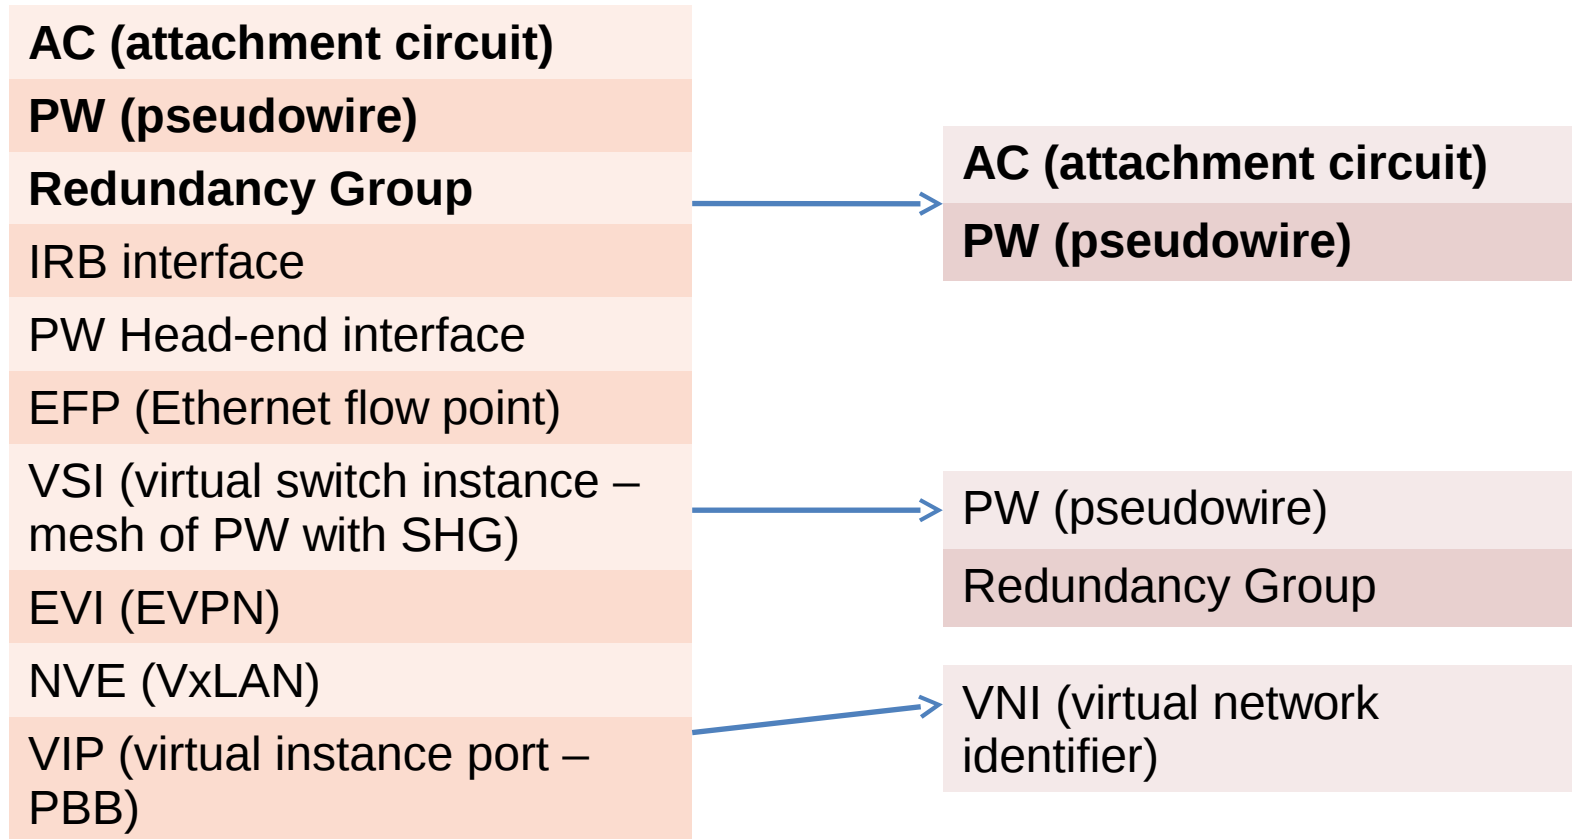 AC (attachment circuit)
PW (pseudowire)
Redundancy Group
IRB interface
PW Head-end interface
EFP (Ethernet flow point)
VSI (virtual switch instance –
mesh of PW with SHG)
EVI (EVPN)
NVE (VxLAN)
VIP (virtual instance port –
PBB)
AC (attachment circuit)
PW (pseudowire)
PW (pseudowire)
Redundancy Group
VNI (virtual network
identifier)